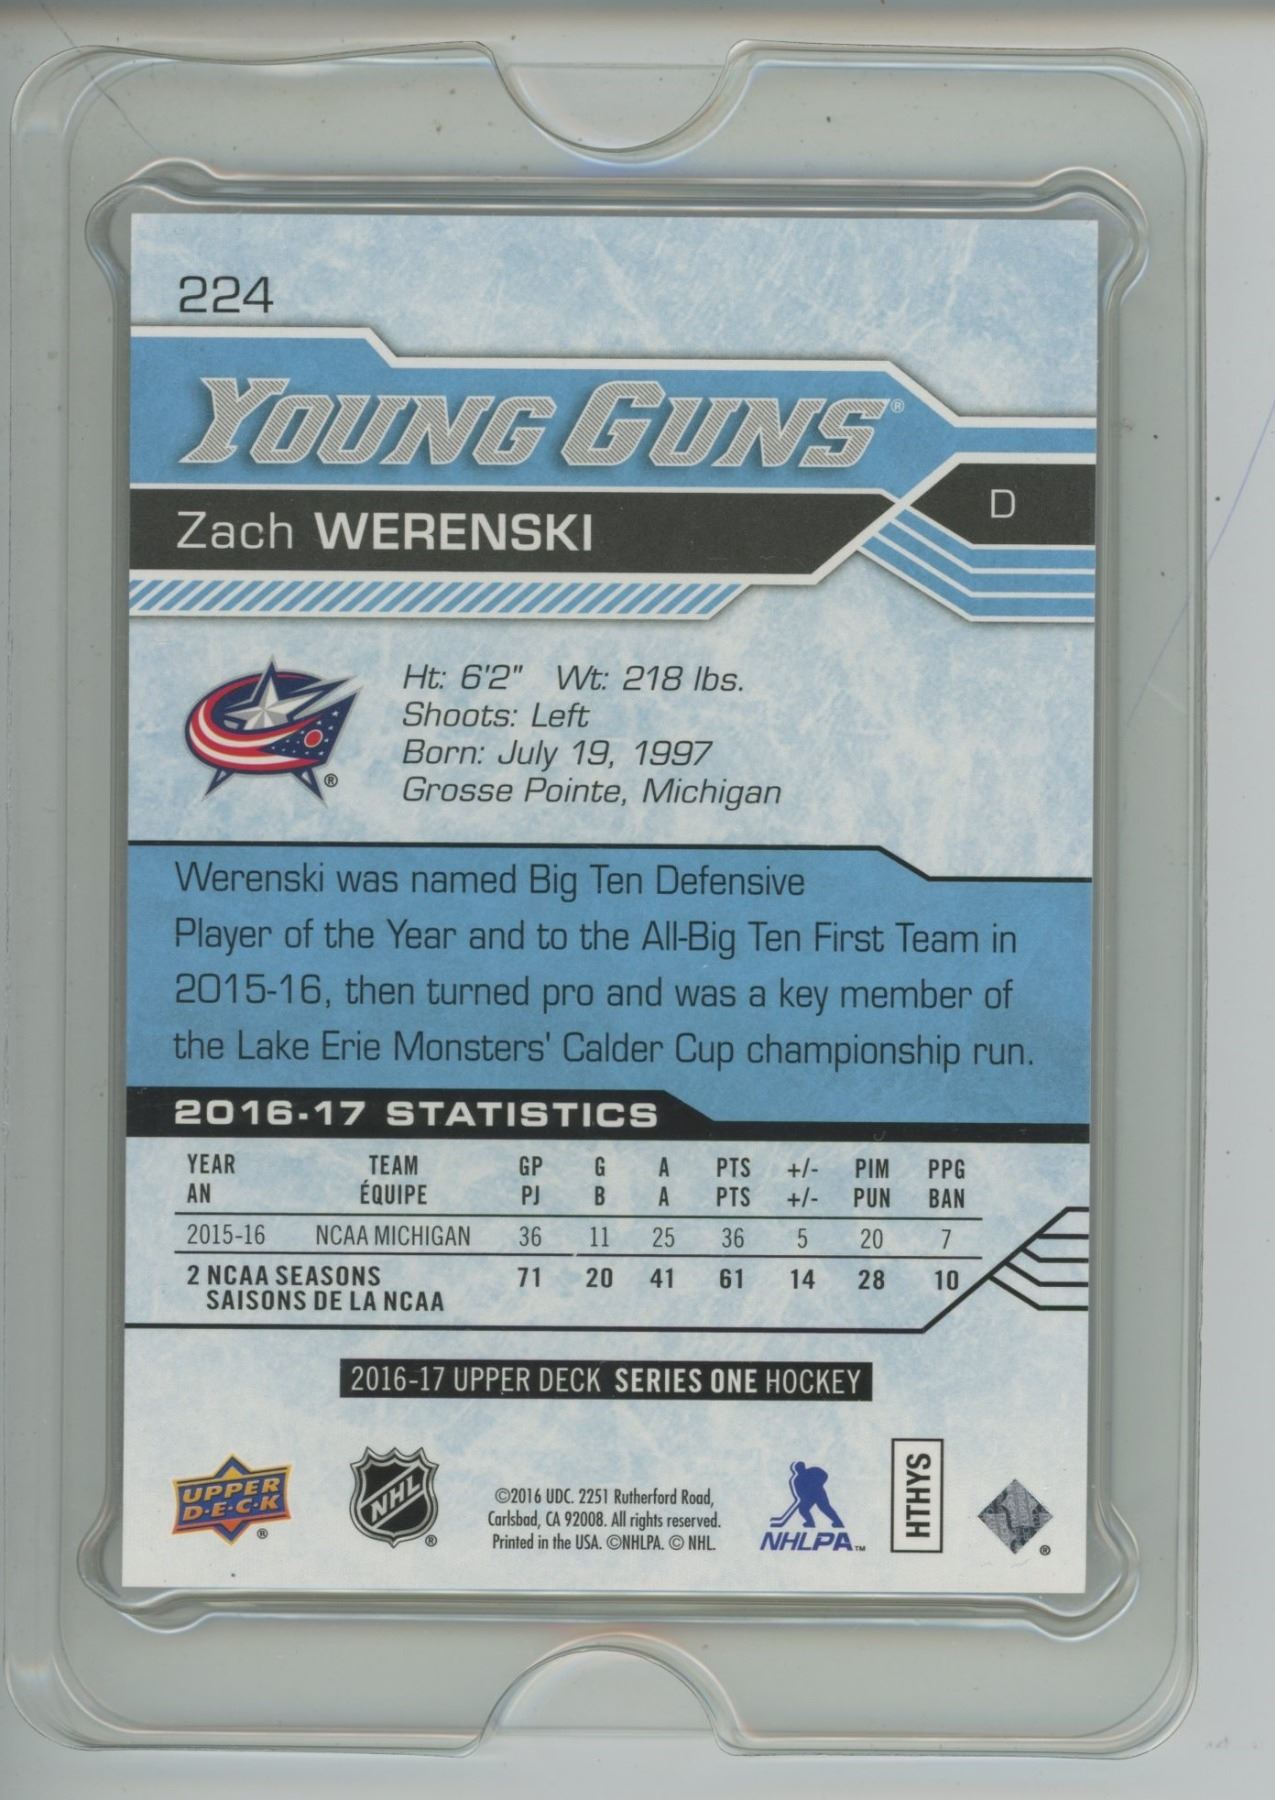 224
YOUNG GUNS®
Zach WERENSKI
D
Ht: 6'2" Wt: 218 lbs.
Shoots: Left
Born: July 19, 1997
Grosse Pointe, Michigan
®
Werenski was named Big Ten Defensive
Player of the Year and to the All-Big Ten First Team in
2015-16, then turned pro and was a key member of
the Lake Erie Monsters' Calder Cup championship run.
2016-17 STATISTICS
YEAR TEAM GP G A PTS +/- PIM PPG
AN ÉQUIPE PJ B A PTS +/- PUN BAN
2015-16 NCAA MICHIGAN 36 11 25 36 5 20 7
2 NCAA SEASONS 71 20 41 61 14 28 10
SAISONS DE LA NCAA
2016-17 UPPER DECK SERIES ONE HOCKEY
UPPER
D·E·C·K
®
NHL
®
©2016 UDC. 2251 Rutherford Road,
Carlsbad, CA 92008. All rights reserved.
Printed in the USA. ©NHLPA. © NHL.
NHLPA™
HTHYS
®